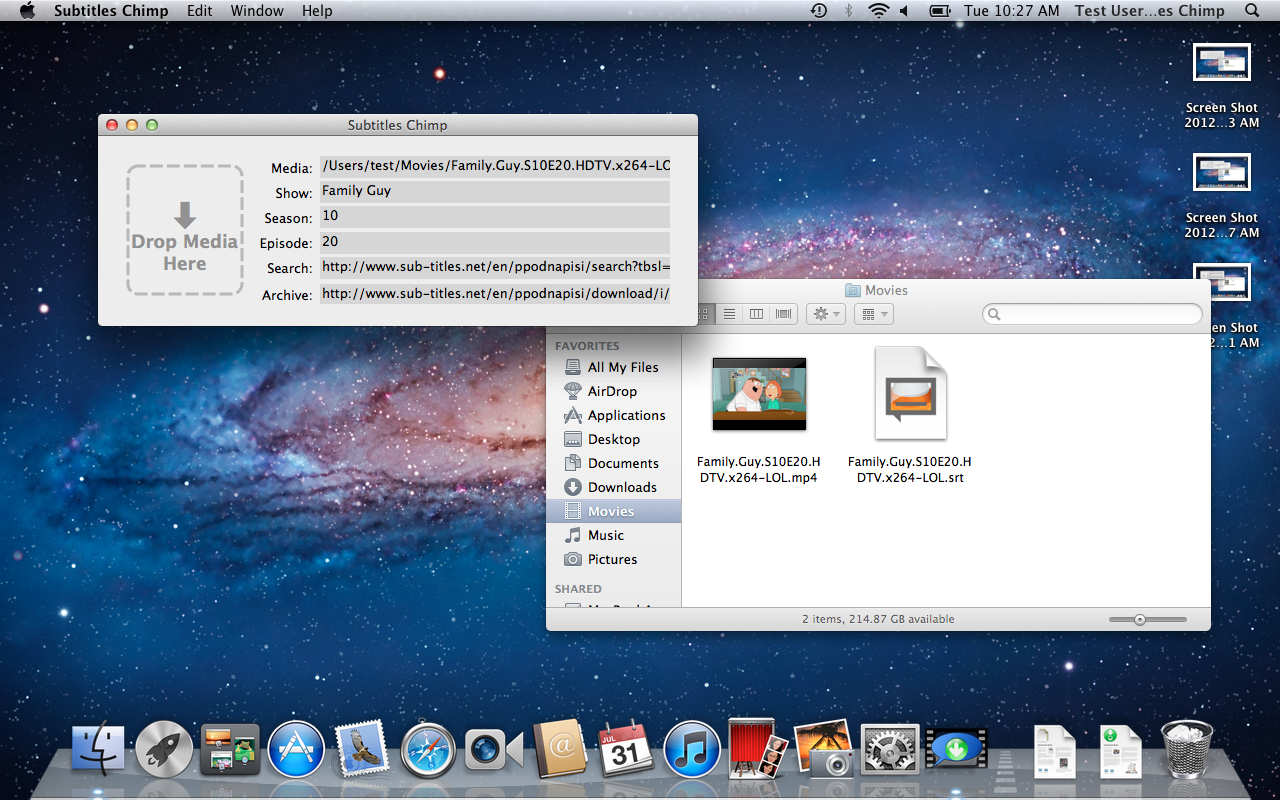 Subtitles Chimp Edit Window Help Tue 10:27 AM Test User...es Chimp
Screen Shot
2012...3 AM
Screen Shot
2012...7 AM
en Shot
...1 AM
Subtitles Chimp
Drop Media
Here
Media: /Users/test/Movies/Family.Guy.S10E20.HDTV.x264-LO
Show: Family Guy
Season: 10
Episode: 20
Search: http://www.sub-titles.net/en/ppodnapisi/search?tbsl=
Archive: http://www.sub-titles.net/en/ppodnapisi/download/i/
Movies
FAVORITES
All My Files
AirDrop
Applications
Desktop
Documents
Downloads
Movies
Music
Pictures
SHARED
Family.Guy.S10E20.H
DTV.x264-LOL.mp4
Family.Guy.S10E20.H
DTV.x264-LOL.srt
2 items, 214.87 GB available
JUL
31